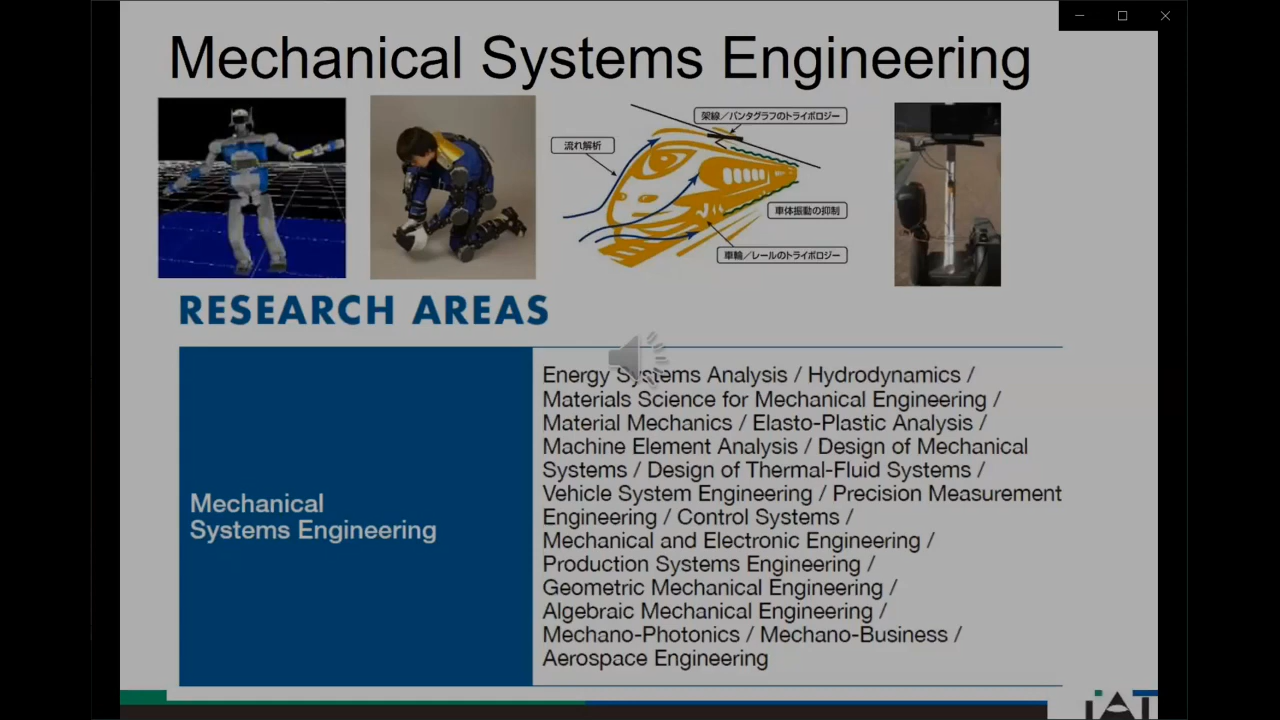 Mechanical Systems Engineering
架線／パンタグラフのトライボロジー
流れ解析
車体振動の抑制
車輪／レールのトライボロジー
RESEARCH AREAS
Mechanical
Systems Engineering
Energy Systems Analysis / Hydrodynamics /
Materials Science for Mechanical Engineering /
Material Mechanics / Elasto-Plastic Analysis /
Machine Element Analysis / Design of Mechanical
Systems / Design of Thermal-Fluid Systems /
Vehicle System Engineering / Precision Measurement
Engineering / Control Systems /
Mechanical and Electronic Engineering /
Production Systems Engineering /
Geometric Mechanical Engineering /
Algebraic Mechanical Engineering /
Mechano-Photonics / Mechano-Business /
Aerospace Engineering